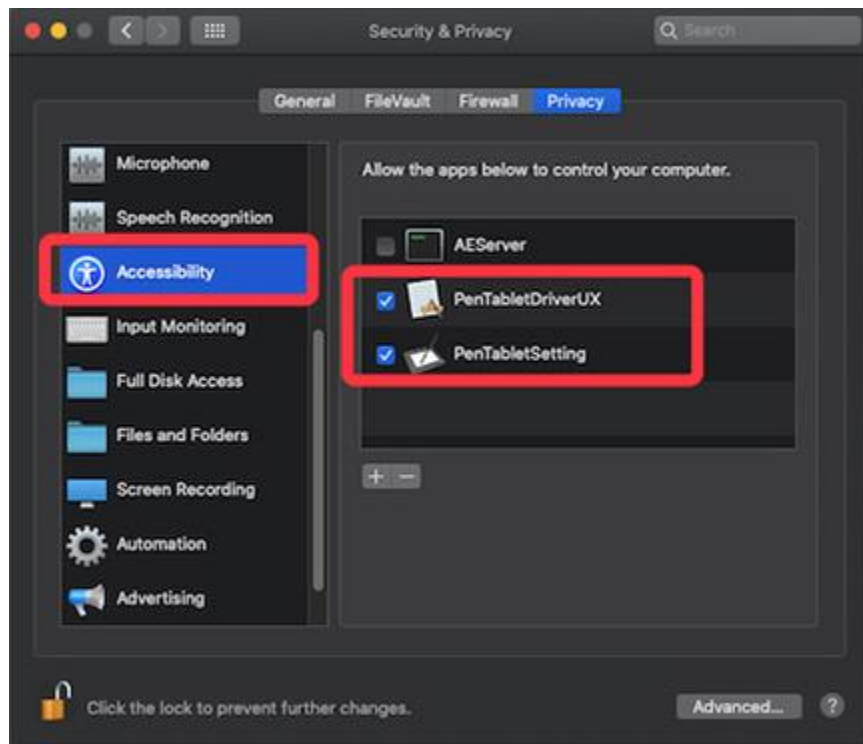 Security & Privacy
Search
General FileVault Firewall Privacy
Microphone
Speech Recognition
Accessibility
Input Monitoring
Full Disk Access
Files and Folders
Screen Recording
Automation
Advertising
Allow the apps below to control your computer.
AEServer
PenTabletDriverUX
PenTabletSetting
+ −
Click the lock to prevent further changes.
Advanced...
?